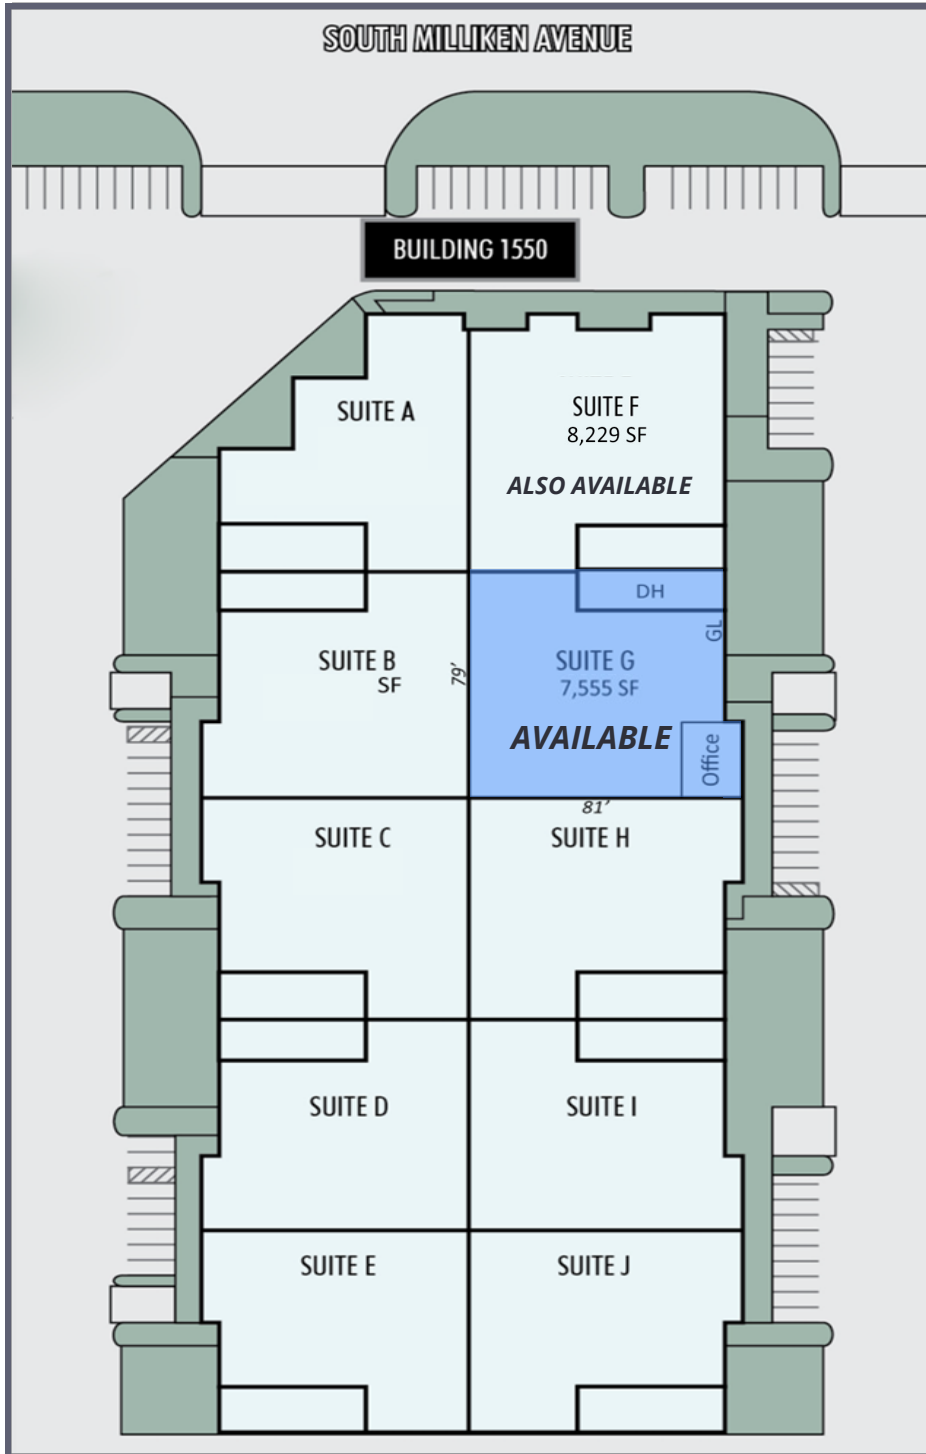 SOUTH MILLIKEN AVENUE
BUILDING 1550
SUITE A
SUITE F
8,229 SF
ALSO AVAILABLE
DH
GL
SUITE B
SF
79'
SUITE G
7,555 SF
AVAILABLE
Office
81'
SUITE C
SUITE H
SUITE D
SUITE I
SUITE E
SUITE J